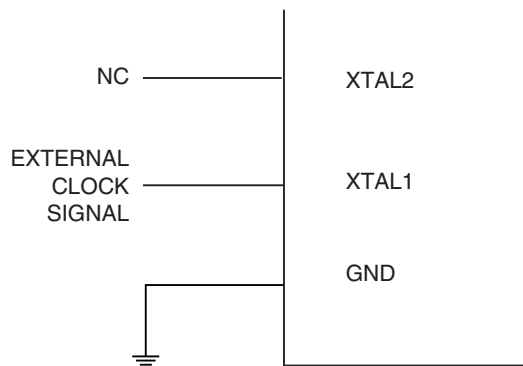 NC
XTAL2
EXTERNAL
CLOCK
SIGNAL
XTAL1
GND